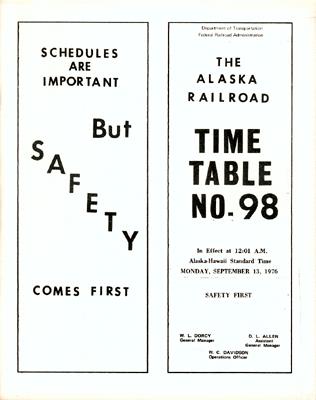 SCHEDULES
ARE
IMPORTANT
But
SAFETY
COMES FIRST
Department of Transportation
Federal Railroad Administration
THE
ALASKA
RAILROAD
TIME
TABLE
NO. 98
In Effect at 12:01 A.M.
Alaska-Hawaii Standard Time
MONDAY, SEPTEMBER 13, 1976
SAFETY FIRST
W. L. DORCY
General Manager
D. L. ALLEN
Assistant
General Manager
R. C. DAVIDSON
Operations Officer